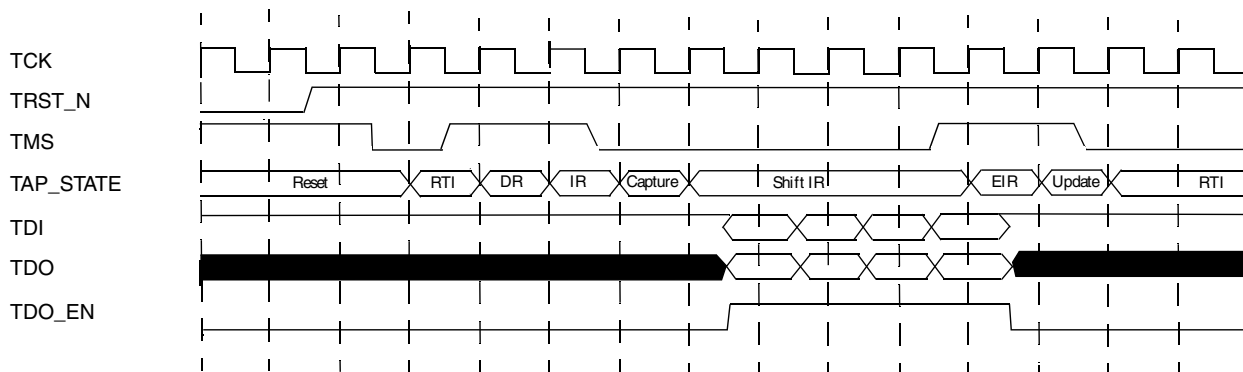 TCK
TRST_N
TMS
TAP_STATE Reset RTI DR IR Capture Shift IR EIR Update RTI
TDI
TDO
TDO_EN